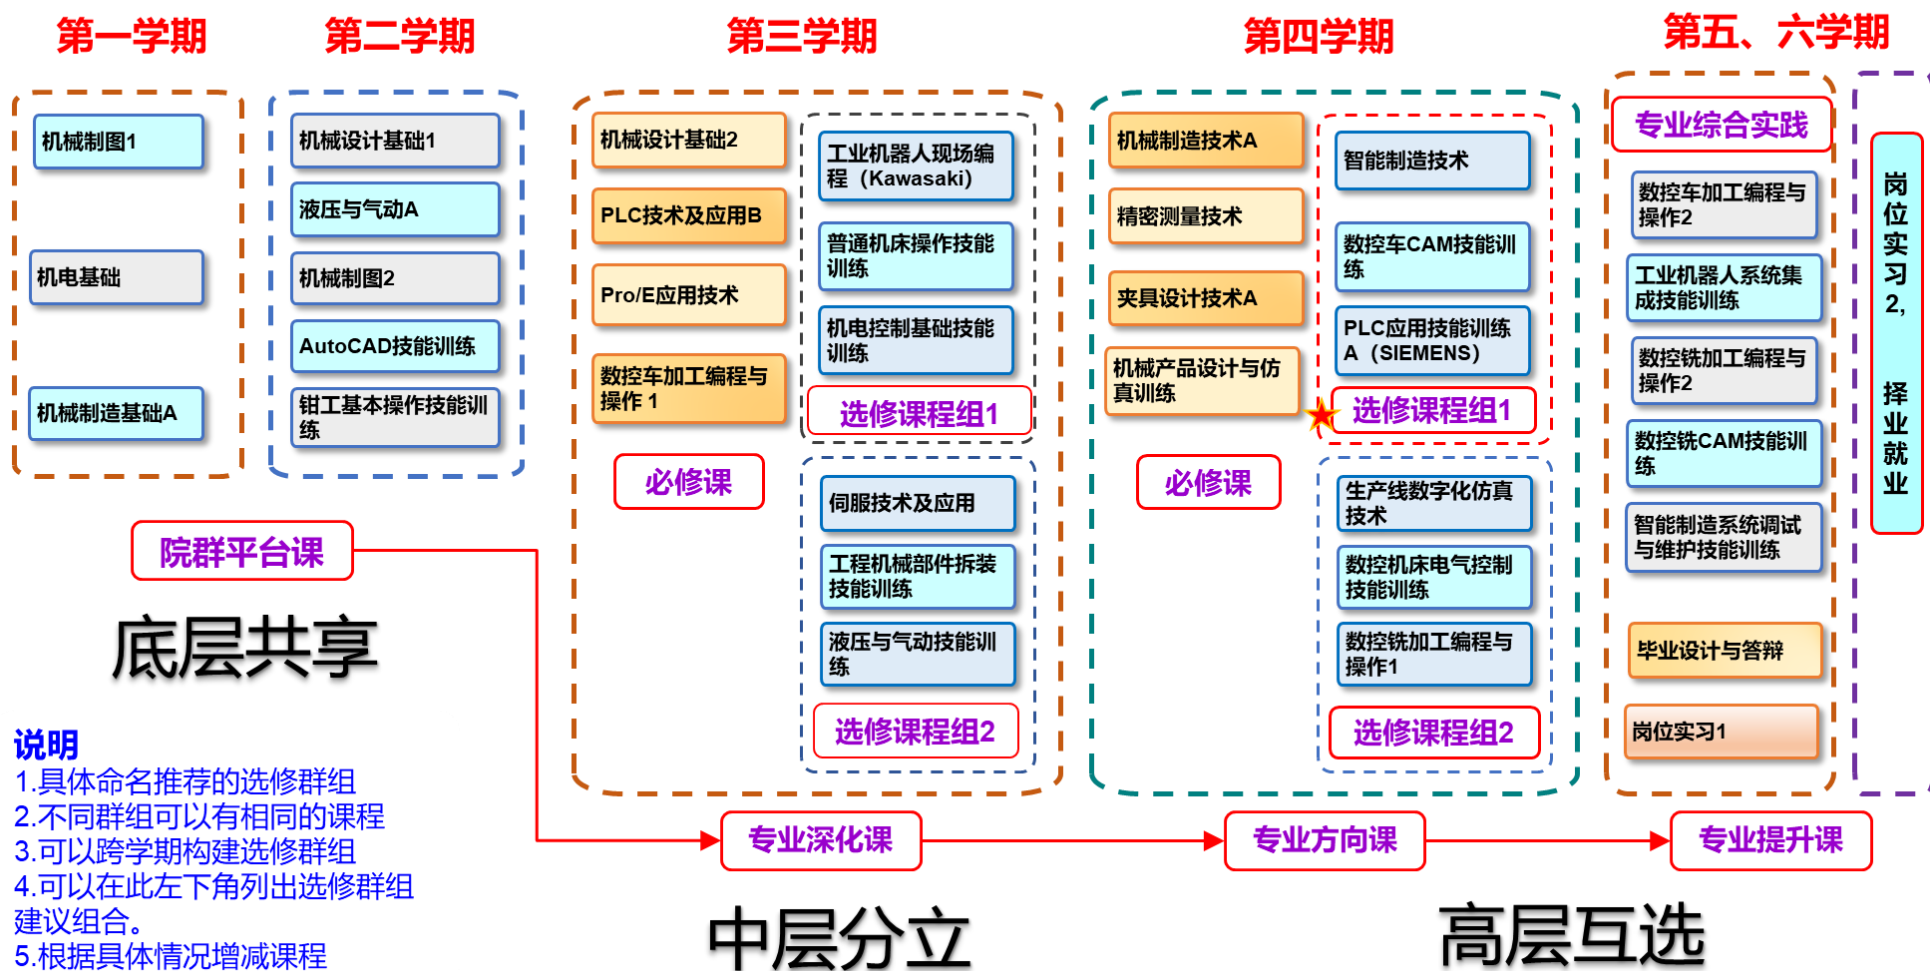 第一学期
第二学期
第三学期
第四学期
第五、六学期
机械制图1
机电基础
机械制造基础A
机械设计基础1
液压与气动A
机械制图2
AutoCAD技能训练
钳工基本操作技能训
练
院群平台课
底层共享
机械设计基础2
PLC技术及应用B
Pro/E应用技术
数控车加工编程与
操作 1
必修课
工业机器人现场编
程（Kawasaki）
普通机床操作技能
训练
机电控制基础技能
训练
选修课程组1
伺服技术及应用
工程机械部件拆装
技能训练
液压与气动技能训
练
选修课程组2
机械制造技术A
精密测量技术
夹具设计技术A
机械产品设计与仿
真训练
必修课
智能制造技术
数控车CAM技能训
练
PLC应用技能训练
A（SIEMENS）
选修课程组1
生产线数字化仿真
技术
数控机床电气控制
技能训练
数控铣加工编程与
操作1
选修课程组2
专业综合实践
数控车加工编程与
操作2
工业机器人系统集
成技能训练
数控铣加工编程与
操作2
数控铣CAM技能训
练
智能制造系统调试
与维护技能训练
毕业设计与答辩
岗位实习1
岗位实习2，择业就业
专业深化课
专业方向课
专业提升课
中层分立
高层互选
说明
1.具体命名推荐的选修群组
2.不同群组可以有相同的课程
3.可以跨学期构建选修群组
4.可以在此左下角列出选修群组
建议组合。
5.根据具体情况增减课程